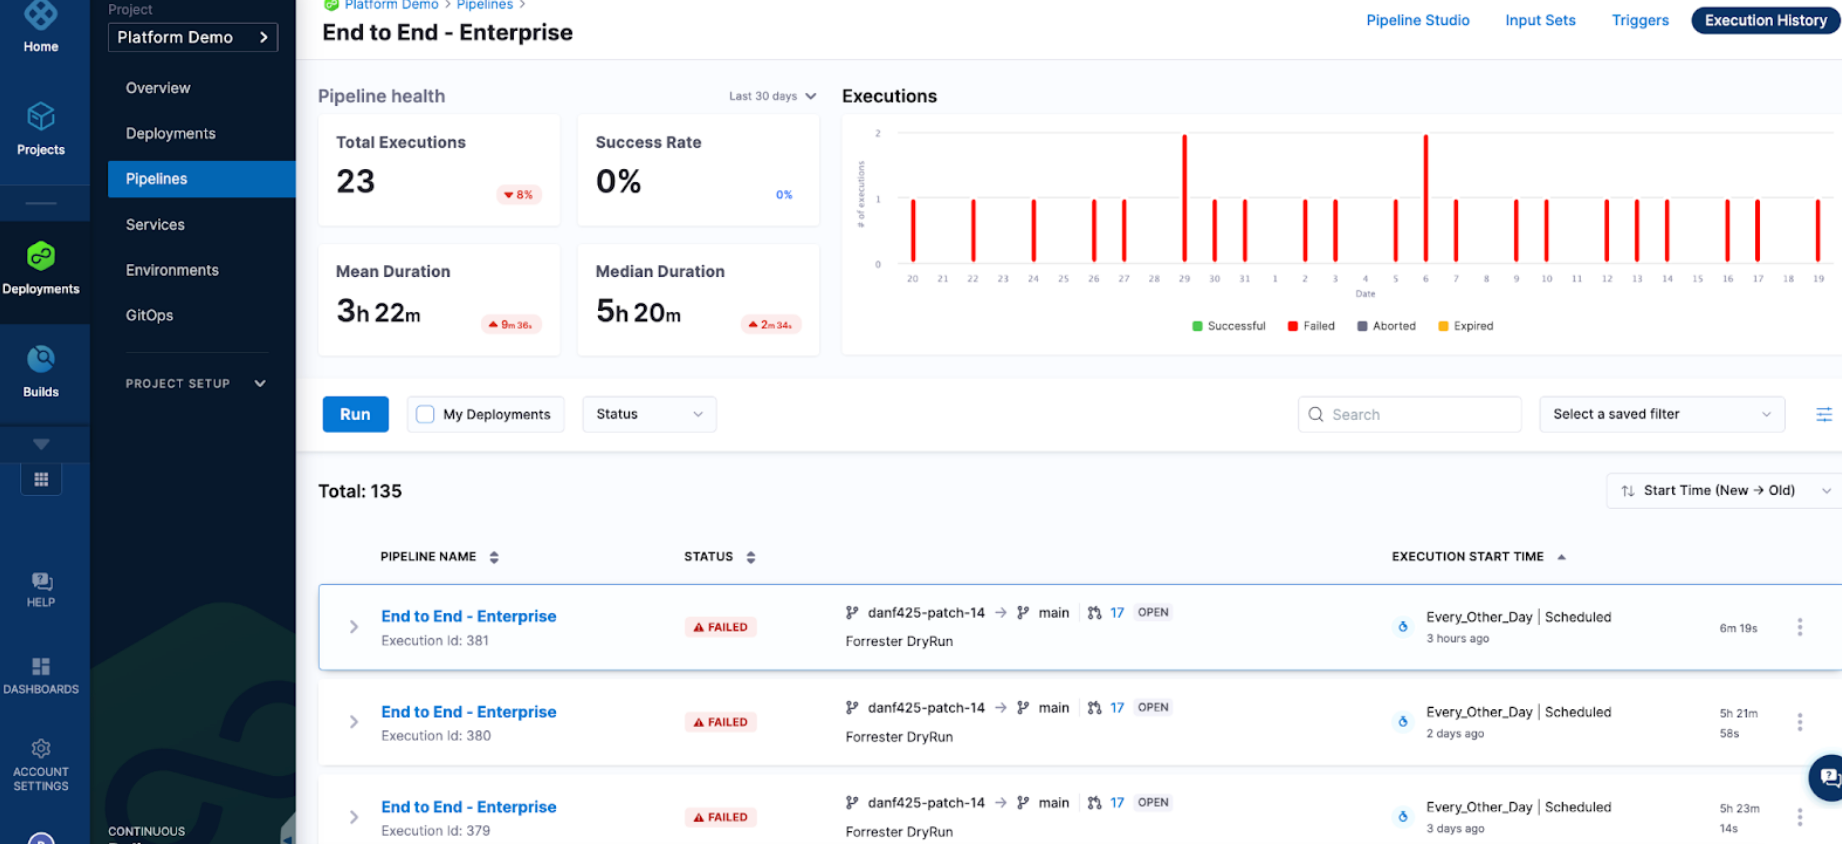 Home
Projects
Deployments
Builds
HELP
DASHBOARDS
ACCOUNT
SETTINGS
Project
Platform Demo
Overview
Deployments
Pipelines
Services
Environments
GitOps
PROJECT SETUP
CONTINUOUS
Platform Demo > Pipelines >
End to End - Enterprise
Pipeline Studio
Input Sets
Triggers
Execution History
Pipeline health
Last 30 days
Total Executions
23
8%
Success Rate
0%
0%
Mean Duration
3h 22m
9m 36s
Median Duration
5h 20m
2m 34s
Executions
# of executions
2
1
0
20 21 22 23 24 25 26 27 28 29 30 31 1 2 3 4 5 6 7 8 9 10 11 12 13 14 15 16 17 18 19
Date
Successful Failed Aborted Expired
Run
My Deployments
Status
Search
Select a saved filter
Total: 135
Start Time (New → Old)
PIPELINE NAME STATUS EXECUTION START TIME
End to End - Enterprise
Execution Id: 381
FAILED
danf425-patch-14 → main 17 OPEN
Forrester DryRun
Every_Other_Day | Scheduled
3 hours ago
6m 19s
End to End - Enterprise
Execution Id: 380
FAILED
danf425-patch-14 → main 17 OPEN
Forrester DryRun
Every_Other_Day | Scheduled
2 days ago
5h 21m
58s
End to End - Enterprise
Execution Id: 379
FAILED
danf425-patch-14 → main 17 OPEN
Forrester DryRun
Every_Other_Day | Scheduled
3 days ago
5h 23m
14s